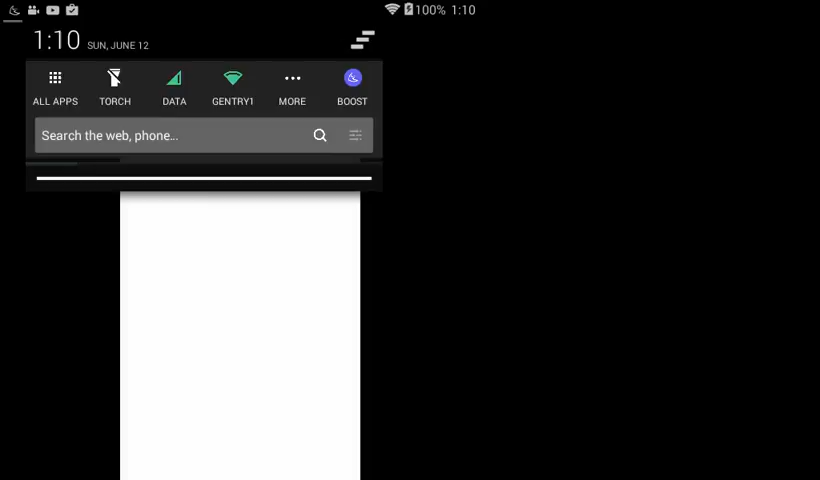 100% 1:10
1:10 SUN, JUNE 12
ALL APPS TORCH DATA GENTRY1 MORE BOOST
Search the web, phone...